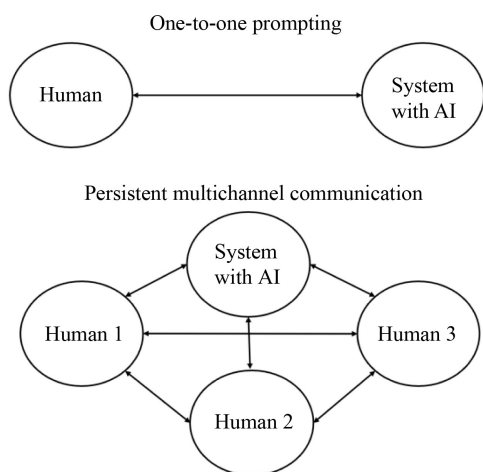 One-to-one prompting
Human
System
with AI
Persistent multichannel communication
System
with AI
Human 1
Human 3
Human 2